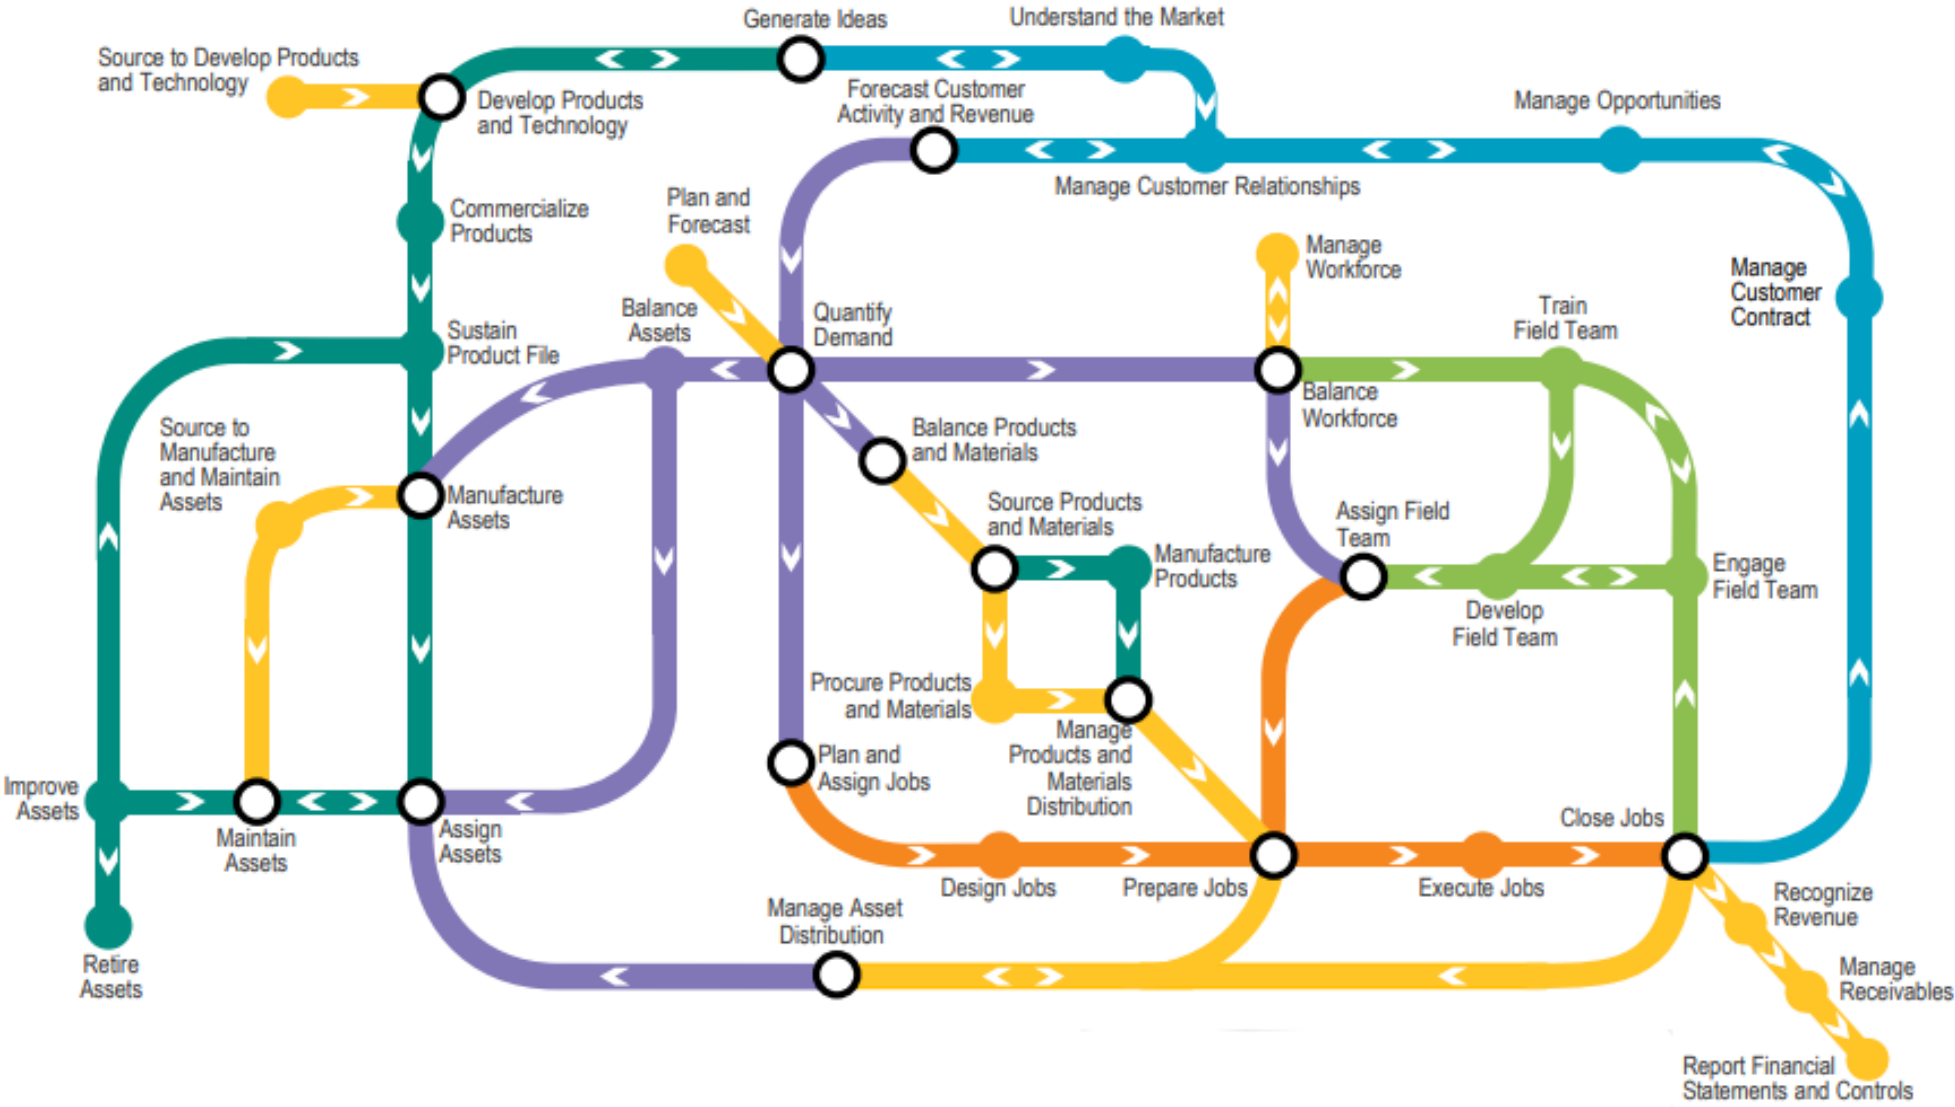 Generate Ideas
Understand the Market
Source to Develop Products
and Technology
Develop Products
and Technology
Forecast Customer
Activity and Revenue
Manage Opportunities
Manage Customer Relationships
Commercialize
Products
Plan and
Forecast
Manage
Workforce
Manage
Customer
Contract
Balance
Assets
Quantify
Demand
Train
Field Team
Sustain
Product File
Balance
Workforce
Source to
Manufacture
and Maintain
Assets
Balance Products
and Materials
Manufacture
Assets
Source Products
and Materials
Assign Field
Team
Manufacture
Products
Engage
Field Team
Develop
Field Team
Procure Products
and Materials
Manage
Products and
Materials
Distribution
Plan and
Assign Jobs
Improve
Assets
Maintain
Assets
Assign
Assets
Close Jobs
Design Jobs
Prepare Jobs
Execute Jobs
Manage Asset
Distribution
Recognize
Revenue
Retire
Assets
Manage
Receivables
Report Financial
Statements and Controls